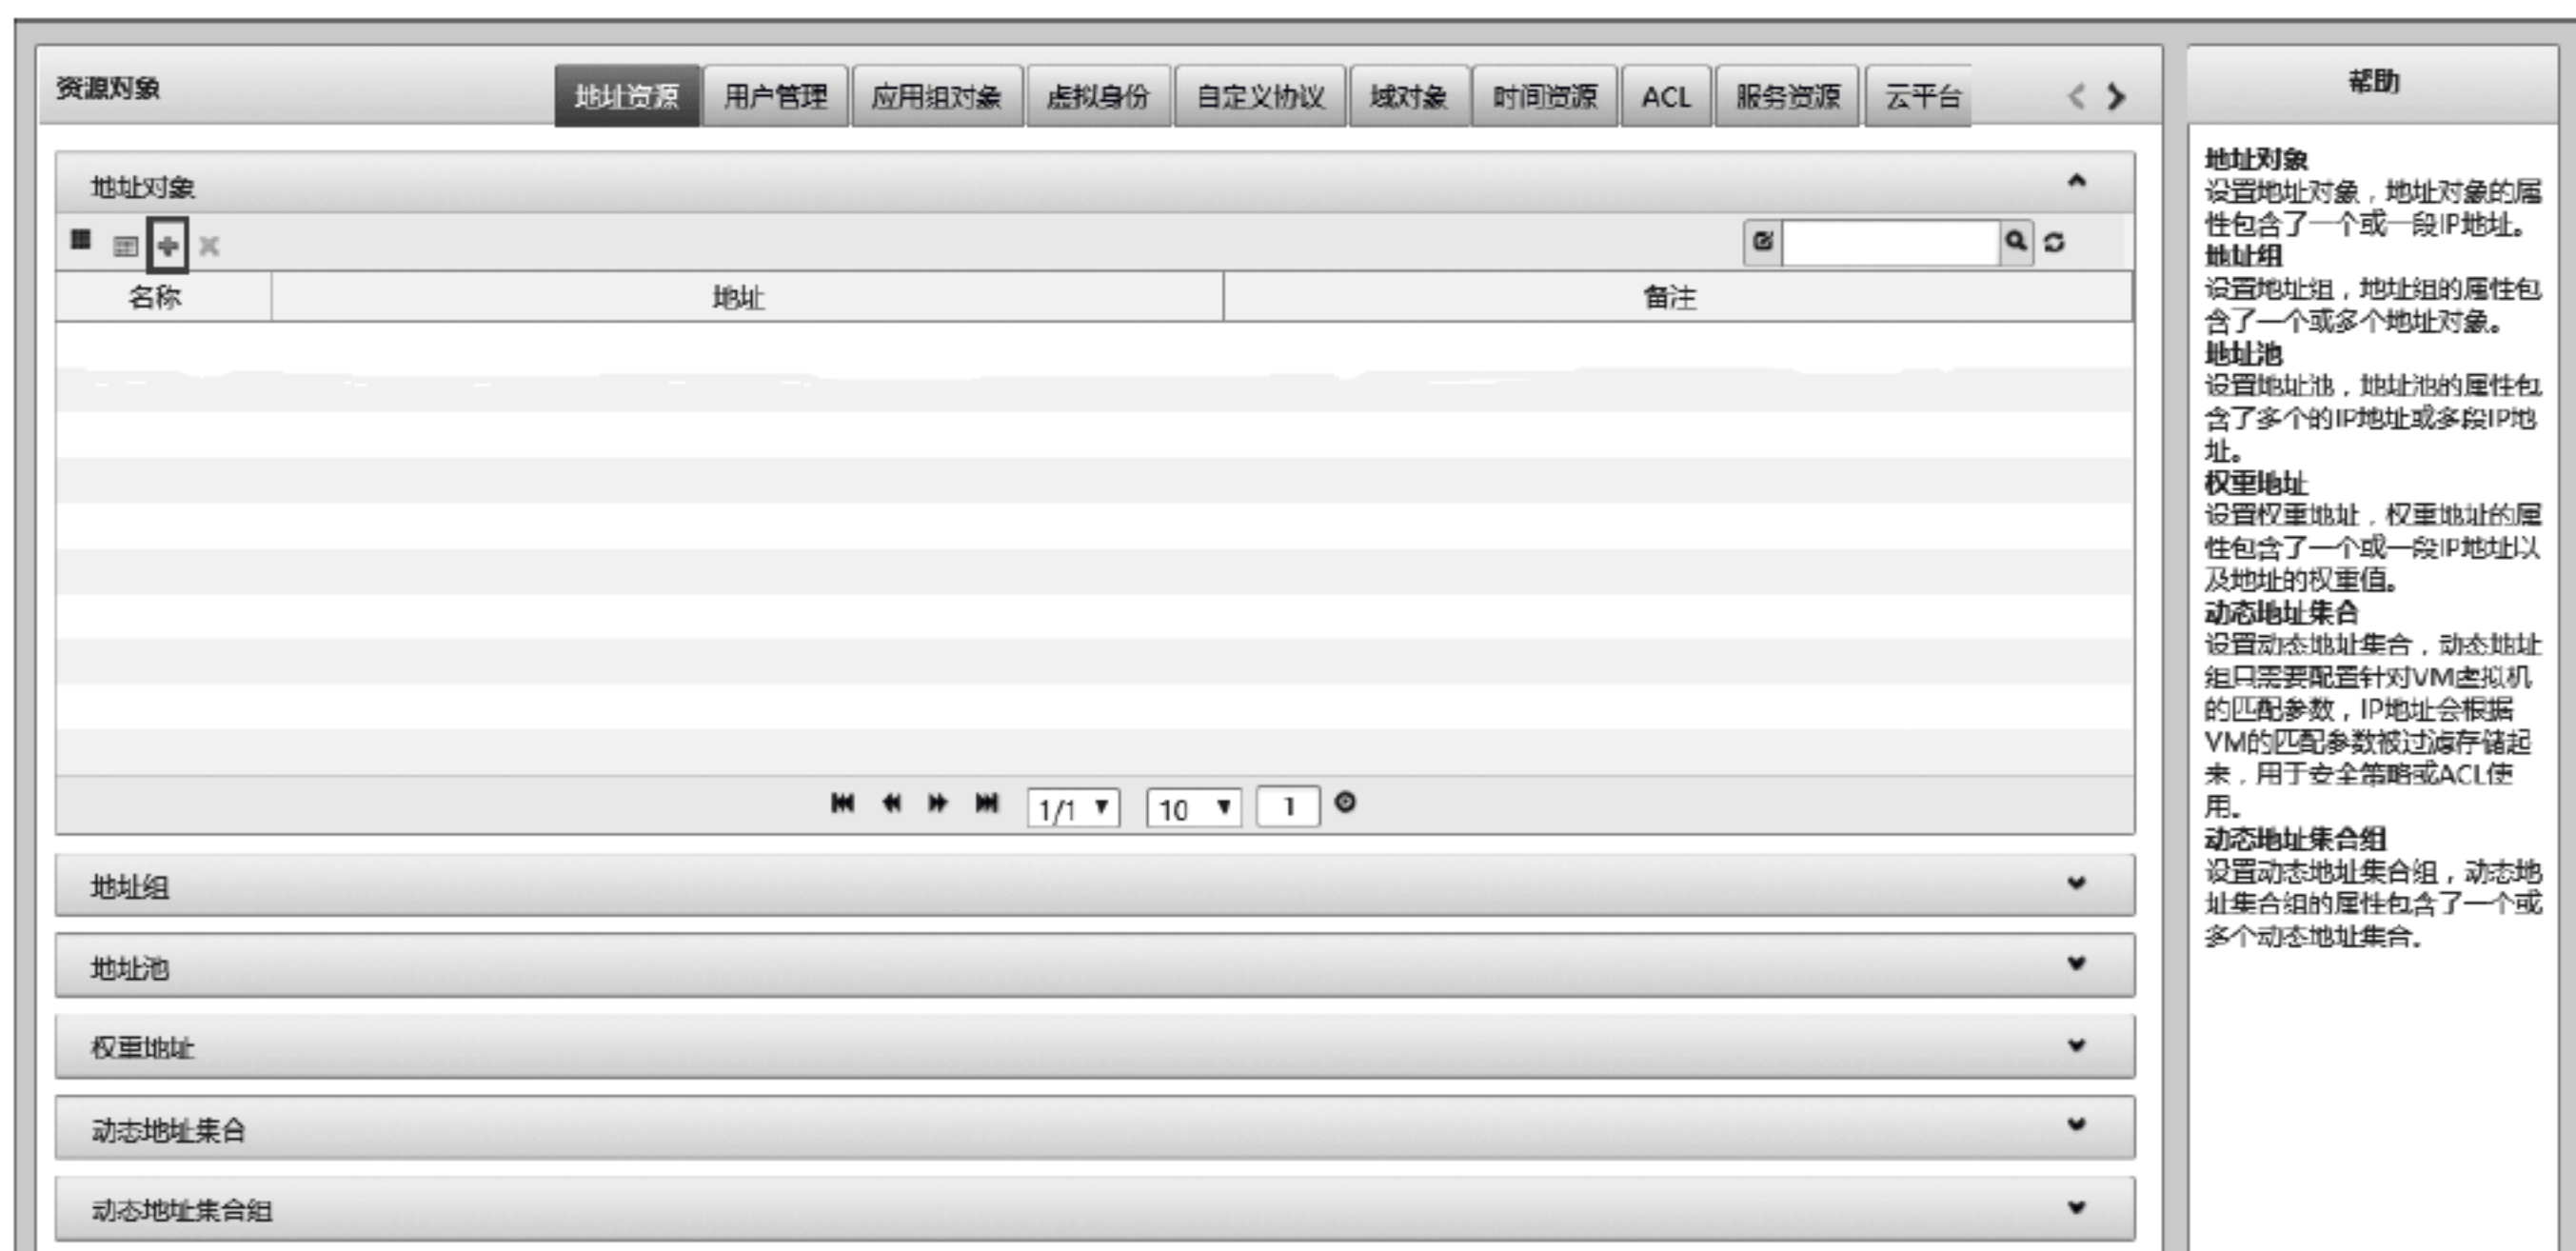 资源对象
地址资源 用户管理 应用组对象 虚拟身份 自定义协议 域对象 时间资源 ACL 服务资源 云平台
地址对象
名称 地址 备注
1/1 10 1
地址组
地址池
权重地址
动态地址集合
动态地址集合组
帮助
地址对象
设置地址对象，地址对象的属
性包含了一个或一段IP地址。
地址组
设置地址组，地址组的属性包
含了一个或多个地址对象。
地址池
设置地址池，地址池的属性包
含了多个的IP地址或多段IP地
址。
权重地址
设置权重地址，权重地址的属
性包含了一个或一段IP地址以
及地址的权重值。
动态地址集合
设置动态地址集合，动态地址
组只需要配置针对VM虚拟机
的匹配参数，IP地址会根据
VM的匹配参数被过滤存储起
来，用于安全策略或ACL使
用。
动态地址集合组
设置动态地址集合组，动态地
址集合组的属性包含了一个或
多个动态地址集合。